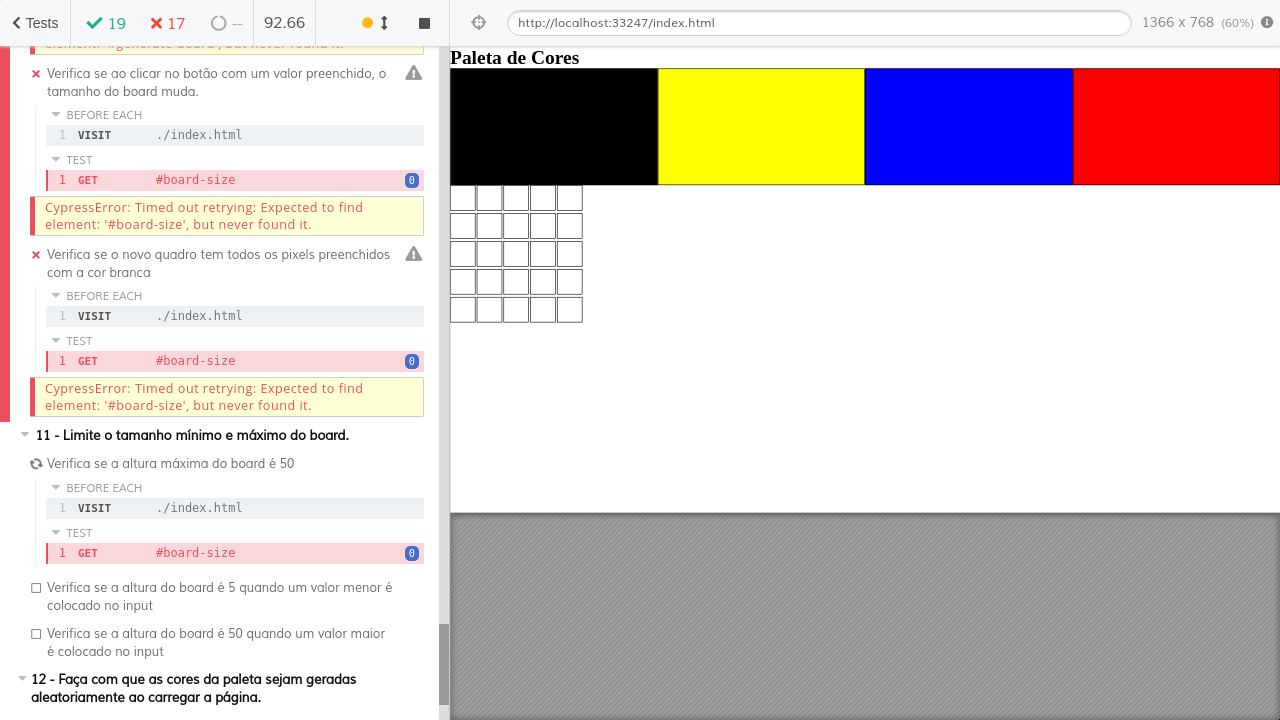 Tests
19
17
--
92.66
http://localhost:33247/index.html
1366 x 768 (60%)
element: '#generate-board', but never found it.
Verifica se ao clicar no botão com um valor preenchido, o
tamanho do board muda.
BEFORE EACH
1 VISIT ./index.html
TEST
1 GET #board-size 0
CypressError: Timed out retrying: Expected to find
element: '#board-size', but never found it.
Verifica se o novo quadro tem todos os pixels preenchidos
com a cor branca
BEFORE EACH
1 VISIT ./index.html
TEST
1 GET #board-size 0
CypressError: Timed out retrying: Expected to find
element: '#board-size', but never found it.
11 - Limite o tamanho mínimo e máximo do board.
Verifica se a altura máxima do board é 50
BEFORE EACH
1 VISIT ./index.html
TEST
1 GET #board-size 0
Verifica se a altura do board é 5 quando um valor menor é
colocado no input
Verifica se a altura do board é 50 quando um valor maior
é colocado no input
12 - Faça com que as cores da paleta sejam geradas
aleatoriamente ao carregar a página.
Paleta de Cores